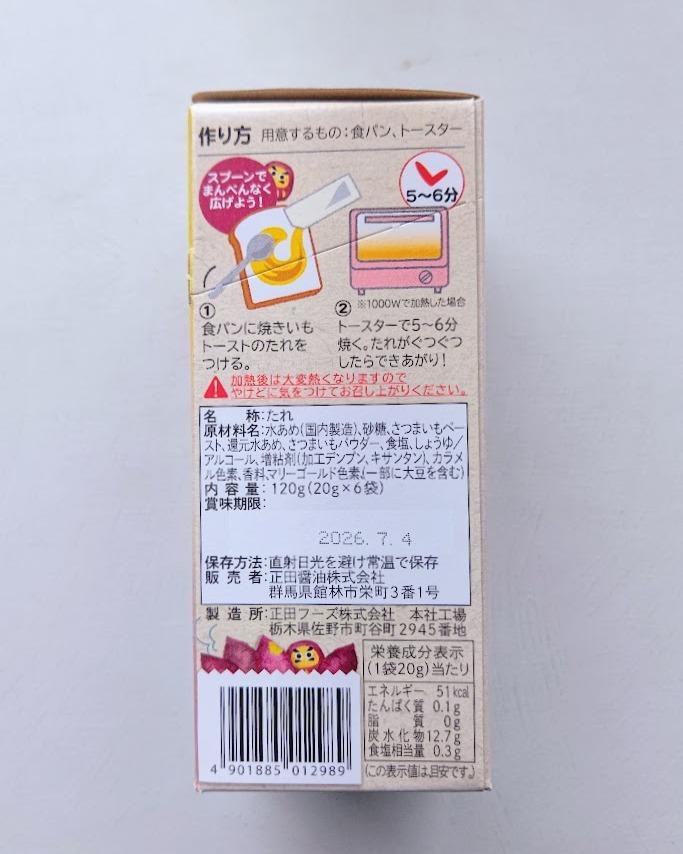 作り方 用意するもの：食パン、トースター
スプーンで
まんべんなく
広げよう！
5〜6分
※1000Wで加熱した場合
①
食パンに焼きいも
トーストのたれを
つける。
②
トースターで5〜6分
焼く。たれがぐつぐつ
したらできあがり！
加熱後は大変熱くなりますので
やけどに気をつけてお召し上がりください。
名 称：たれ
原材料名：水あめ（国内製造）、砂糖、さつまいもペー
スト、還元水あめ、さつまいもパウダー、食塩、しょうゆ／
アルコール、増粘剤（加工デンプン、キサンタン）、カラメ
ル色素、香料、マリーゴールド色素、（一部に大豆を含む）
内 容 量：120g（20g×6袋）
賞味期限：
2026. 7. 4
保存方法：直射日光を避け常温で保存
販 売 者：正田醤油株式会社
群馬県館林市栄町3番1号
製 造 所：正田フーズ株式会社 本社工場
栃木県佐野市町谷町2945番地
栄養成分表示
（1袋20g）当たり
エネルギー 51kcal
たんぱく質 0.1g
脂 質 0g
炭水化物 12.7g
食塩相当量 0.3g
（この表示値は、目安です。）
4 901885 012989